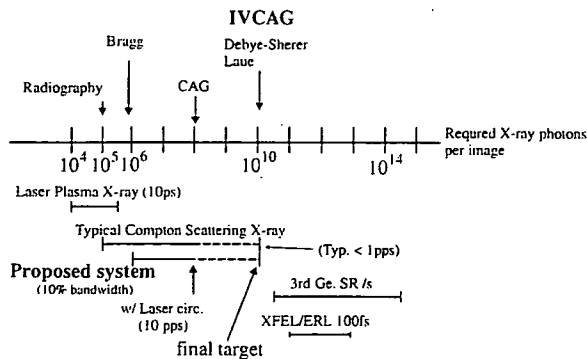 IVCAG
Bragg
Debye-Sherer
Laue
Radiography
CAG
Requred X-ray photons
per image
10^4 10^5 10^6 10^10 10^14
Laser Plasma X-ray (10ps)
Typical Compton Scattering X-ray
(Typ. < 1pps)
Proposed system
(10% bandwidth)
w/ Laser circ.
(10 pps)
3rd Ge. SR /s
XFEL/ERL 100fs
final target